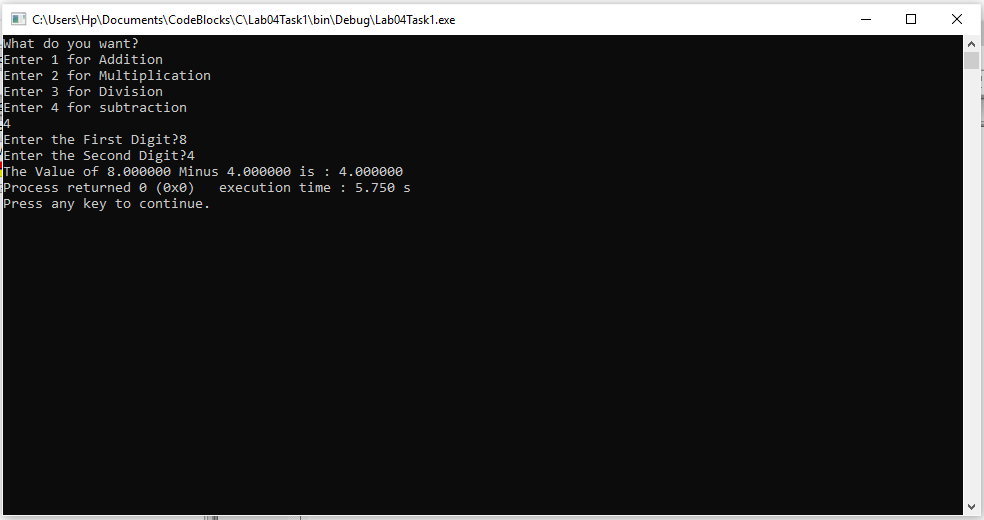 C:\Users\Hp\Documents\CodeBlocks\C\Lab04Task1\bin\Debug\Lab04Task1.exe
What do you want?
Enter 1 for Addition
Enter 2 for Multiplication
Enter 3 for Division
Enter 4 for subtraction
4
Enter the First Digit?8
Enter the Second Digit?4
The Value of 8.000000 Minus 4.000000 is : 4.000000
Process returned 0 (0x0)   execution time : 5.750 s
Press any key to continue.